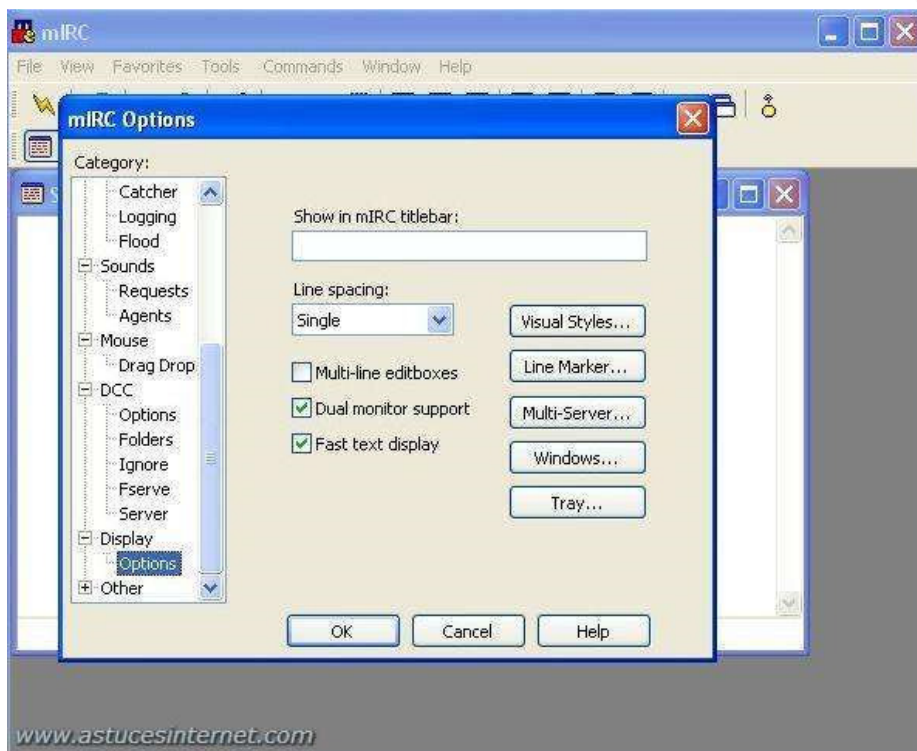 mIRC
File View Favorites Tools Commands Window Help
mIRC Options
Category:
Catcher
Logging
Flood
Sounds
Requests
Agents
Mouse
Drag Drop
DCC
Options
Folders
Ignore
Fserve
Server
Display
Options
Other
Show in mIRC titlebar:
Line spacing:
Single
Multi-line editboxes
Dual monitor support
Fast text display
Visual Styles...
Line Marker...
Multi-Server...
Windows...
Tray...
OK Cancel Help
www.astucesinternet.com